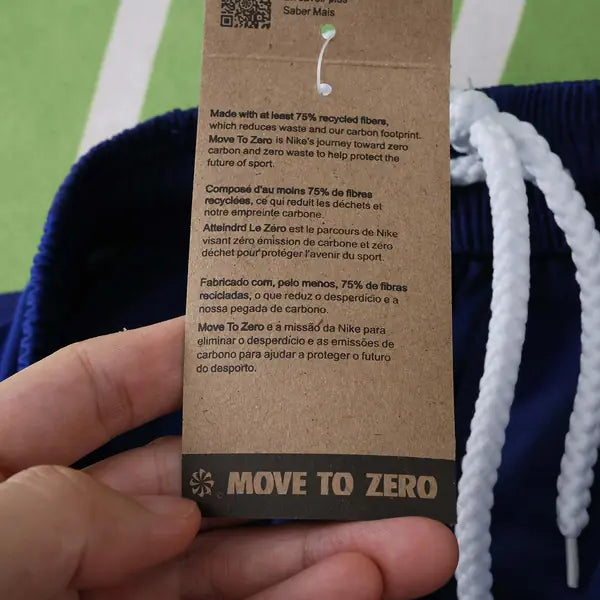 Saber Mais
Made with at least 75% recycled fibers,
which reduces waste and our carbon footprint.
Move To Zero is Nike's journey toward zero
carbon and zero waste to help protect the
future of sport.
Composé d'au moins 75% de fibres
recyclées, ce qui reduit les déchets et
notre empreinte carbone.
Atteindrd Le Zéro est le parcours de Nike
visant zéro émission de carbone et zéro
déchet pour protéger l'avenir du sport.
Fabricado com, pelo menos, 75% de fibras
recicladas, o que reduz o desperdício e a
nossa pegada de carbono.
Move To Zero e a missão da Nike para
eliminar o desperdício e as emissões de
carbono para ajudar a proteger o futuro
do desporto.
MOVE TO ZERO